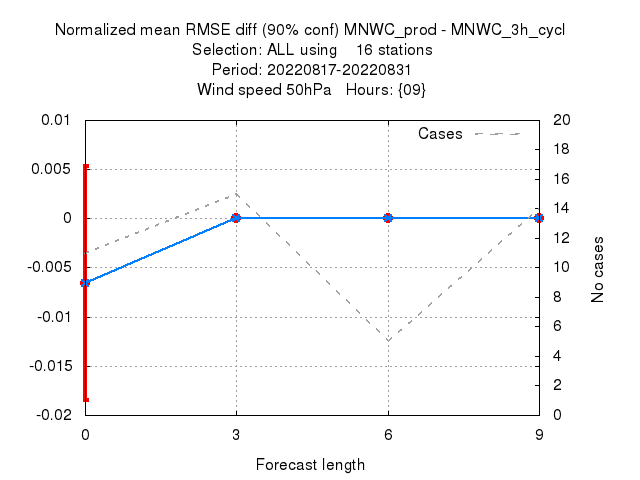 Normalized mean RMSE diff (90% conf) MNWC_prod - MNWC_3h_cycl
Selection: ALL using 16 stations
Period: 20220817-20220831
Wind speed 50hPa Hours: {09}
0.01
0.005
0
-0.005
-0.01
-0.015
-0.02
Cases
20
18
16
14
12
10
8
6
4
2
0
No cases
0 3 6 9
Forecast length